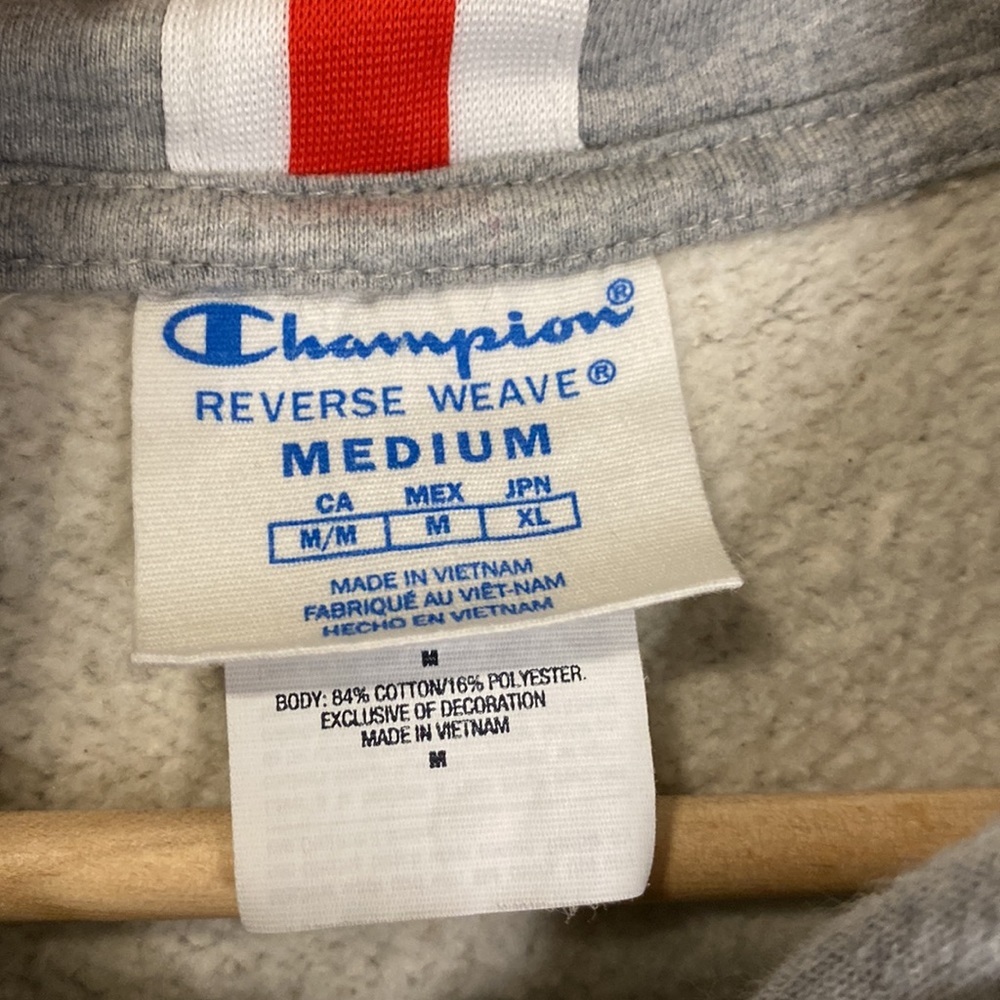 Champion®
REVERSE WEAVE®
MEDIUM
CA MEX JPN
M/M M XL
MADE IN VIETNAM
FABRIQUÉ AU VIÊT-NAM
HECHO EN VIETNAM
M
BODY: 84% COTTON/16% POLYESTER.
EXCLUSIVE OF DECORATION
MADE IN VIETNAM
M